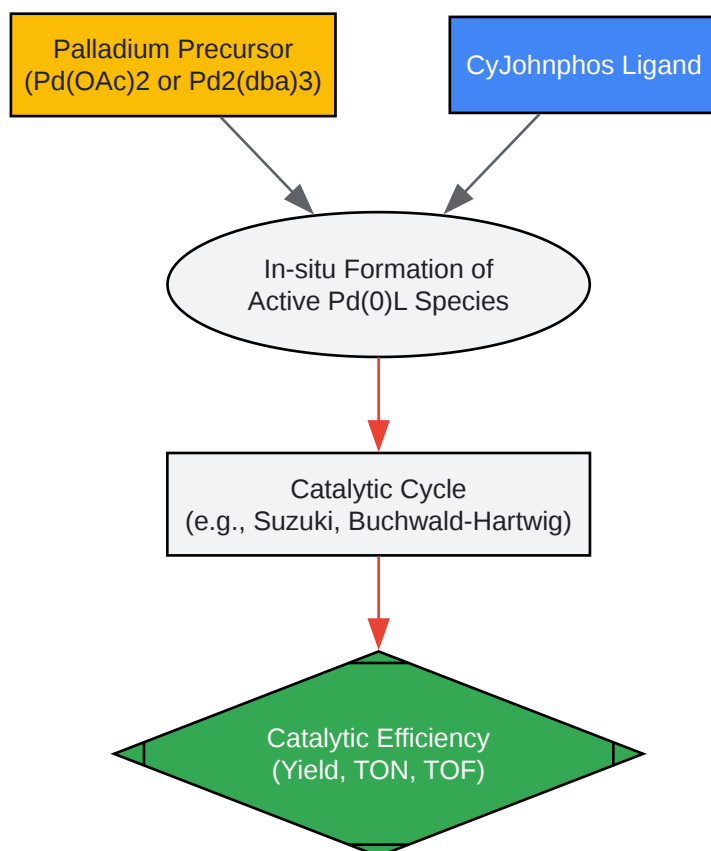 Palladium Precursor
(Pd(OAc)2 or Pd2(dba)3)
CyJohnphos Ligand
In-situ Formation of
Active Pd(0)L Species
Catalytic Cycle
(e.g., Suzuki, Buchwald-Hartwig)
Catalytic Efficiency
(Yield, TON, TOF)